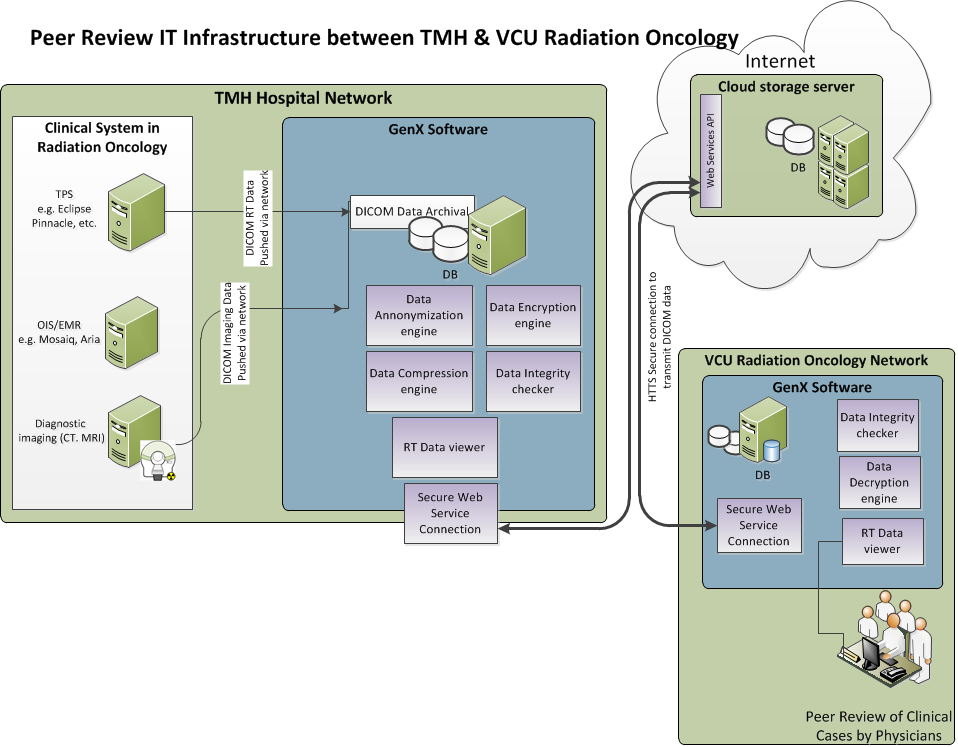 Peer Review IT Infrastructure between TMH & VCU Radiation Oncology
Internet
Cloud storage server
Web Services API
DB
TMH Hospital Network
Clinical System in
Radiation Oncology
TPS
e.g. Eclipse
Pinnacle, etc.
OIS/EMR
e.g. Mosaiq, Aria
Diagnostic
imaging (CT. MRI)
DICOM RT Data
Pushed via network
DICOM Imaging Data
Pushed via network
GenX Software
DICOM Data Archival
DB
Data
Annonymization
engine
Data Encryption
engine
Data Compression
engine
Data Integrity
checker
RT Data viewer
Secure Web
Service
Connection
HTTS Secure connection to
transmit DICOM data
VCU Radiation Oncology Network
GenX Software
DB
Data Integrity
checker
Data
Decryption
engine
Secure Web
Service
Connection
RT Data
viewer
Peer Review of Clinical
Cases by Physicians